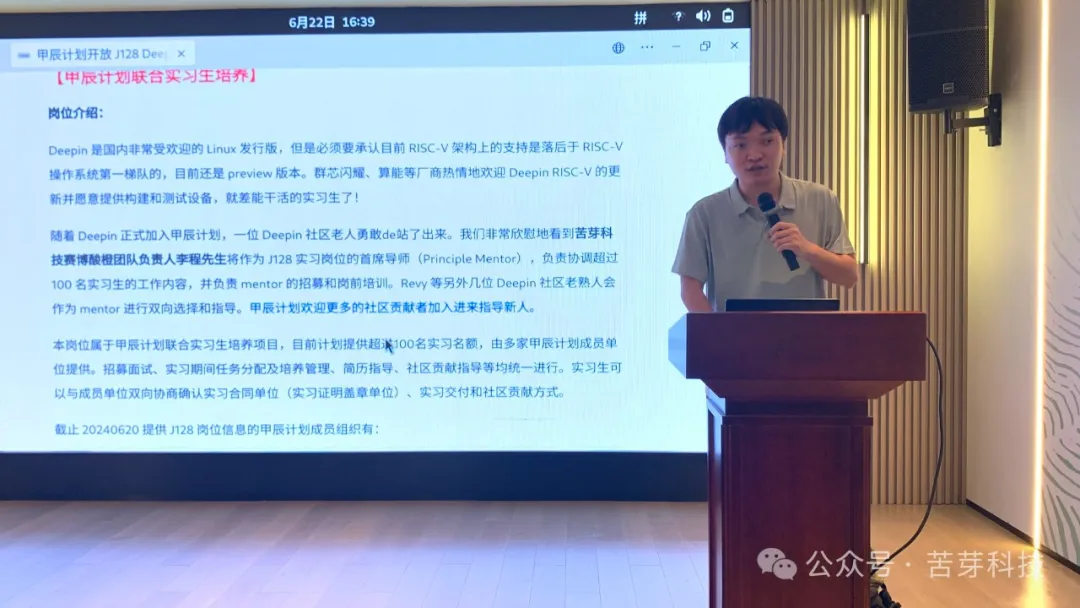 6月22日 16:39
拼
?
甲辰计划开放 J128 Deep
【甲辰计划联合实习生培养】
岗位介绍：
Deepin 是国内非常受欢迎的 Linux 发行版，但是必须要承认目前 RISC-V 架构上的支持是落后于 RISC-V
操作系统第一梯队的，目前还是 preview 版本。群芯闪耀、算能等厂商热情地欢迎 Deepin RISC-V 的更
新并愿意提供构建和测试设备，就差能干活的实习生了！
随着 Deepin 正式加入甲辰计划，一位 Deepin 社区老人勇敢de站了出来。我们非常欣慰地看到苦芽科
技赛博酸橙团队负责人李程先生将作为 J128 实习岗位的首席导师（Principle Mentor），负责协调超过
100 名实习生的工作内容，并负责 mentor 的招募和岗前培训。Revy 等另外几位 Deepin 社区老熟人会
作为 mentor 进行双向选择和指导。甲辰计划欢迎更多的社区贡献者加入进来指导新人。
本岗位属于甲辰计划联合实习生培养项目，目前计划提供超过100名实习名额，由多家甲辰计划成员单
位提供。招募面试、实习期间任务分配及培养管理、简历指导、社区贡献指导等均统一进行。实习生可
以与成员单位双向协商确认实习合同单位（实习证明盖章单位）、实习交付和社区贡献方式。
截止 20240620 提供 J128 岗位信息的甲辰计划成员组织有：
公众号 · 苦芽科技